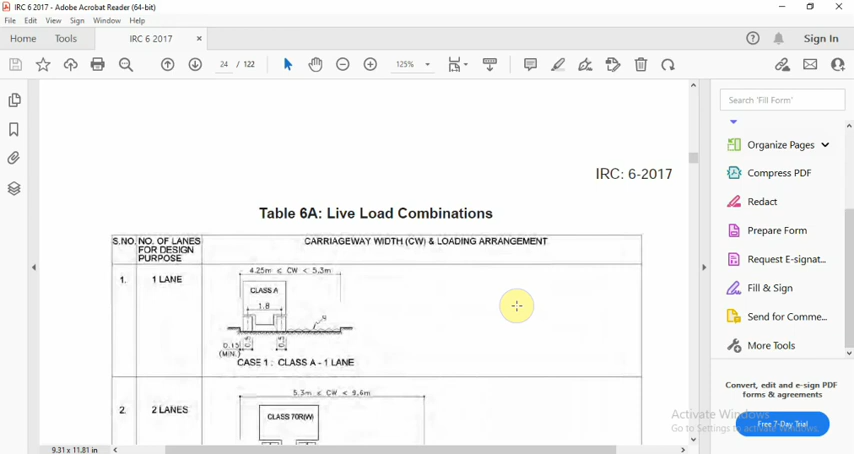 IRC 6 2017 - Adobe Acrobat Reader (64-bit)
File Edit View Sign Window Help
Home Tools IRC 6 2017 × Sign In
24 / 122 125%
Search 'Fill Form'
Organize Pages
Compress PDF
Redact
Prepare Form
Request E-signat...
Fill & Sign
Send for Comme...
More Tools
Convert, edit and e-sign PDF
forms & agreements
Free 7-Day Trial
Activate Windows
Go to Settings to activate Windows.
IRC: 6-2017
Table 6A: Live Load Combinations
S.NO. NO. OF LANES FOR DESIGN PURPOSE
CARRIAGEWAY WIDTH (CW) & LOADING ARRANGEMENT
1. 1 LANE
4.25m ≤ CW < 5.3m
CLASS A
1.8
0.15
(MIN.)
CASE 1 : CLASS A - 1 LANE
2. 2 LANES
5.3m ≤ CW < 9.6m
CLASS 70R(W)
9.31 x 11.81 in